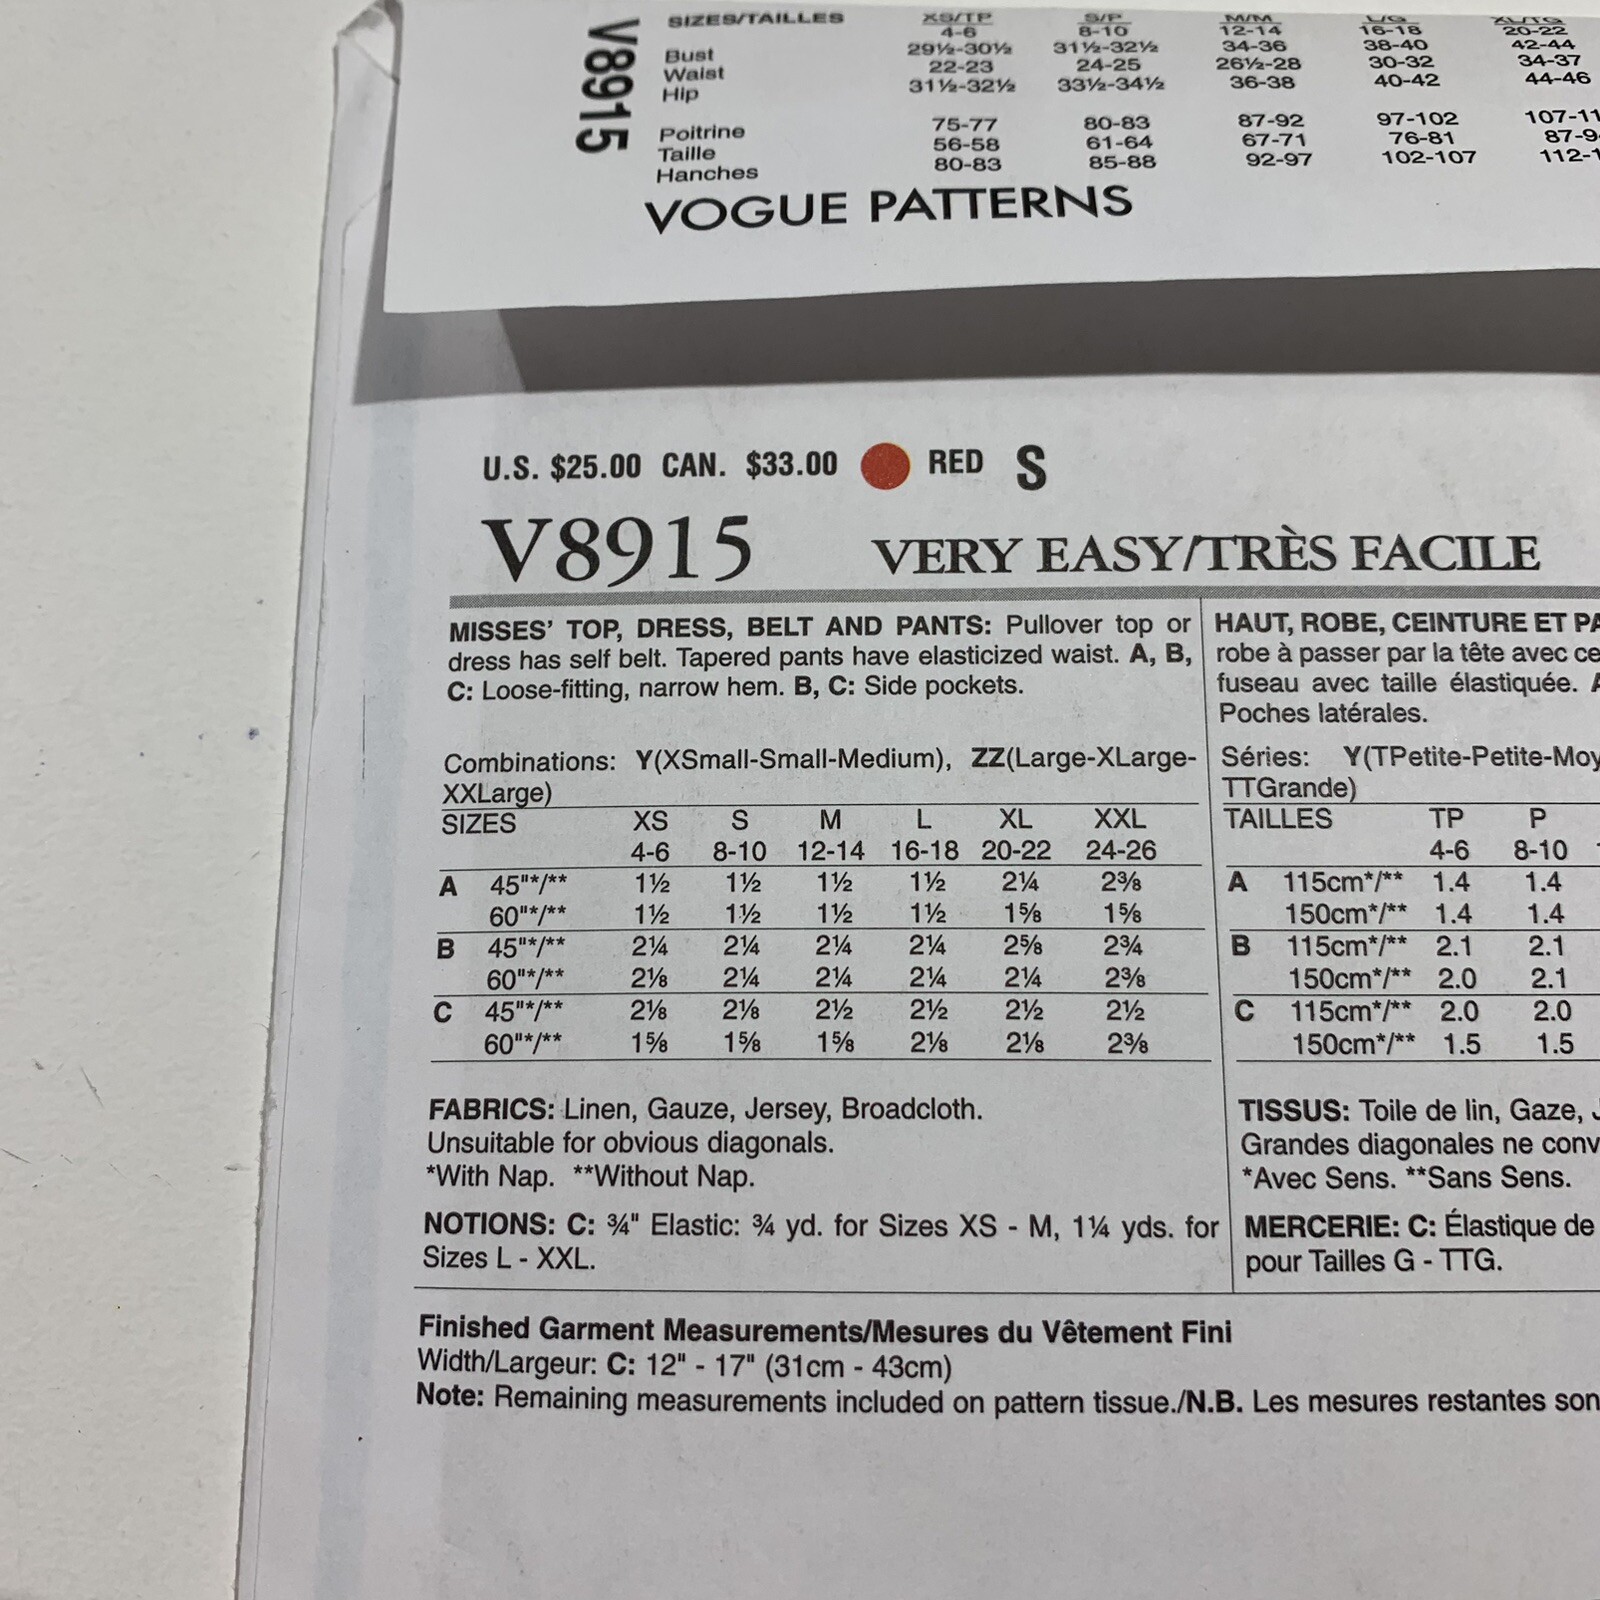 V8915
SIZES/TAILLES XS/TP S/P M/M L/G XL/TG
4-6 8-10 12-14 16-18 20-22
Bust 29½-30½ 31½-32½ 34-36 38-40 42-44
Waist 22-23 24-25 26½-28 30-32 34-37
Hip 31½-32½ 33½-34½ 36-38 40-42 44-46
Poitrine 75-77 80-83 87-92 97-102 107-11
Taille 56-58 61-64 67-71 76-81 87-9
Hanches 80-83 85-88 92-97 102-107 112-1
VOGUE PATTERNS
U.S. $25.00 CAN. $33.00 RED S
V8915 VERY EASY/TRÈS FACILE
MISSES' TOP, DRESS, BELT AND PANTS: Pullover top or
dress has self belt. Tapered pants have elasticized waist. A, B,
C: Loose-fitting, narrow hem. B, C: Side pockets.
Combinations: Y(XSmall-Small-Medium), ZZ(Large-XLarge-
XXLarge)
SIZES XS S M L XL XXL
4-6 8-10 12-14 16-18 20-22 24-26
A 45"*/** 1½ 1½ 1½ 1½ 2¼ 2⅜
60"*/** 1½ 1½ 1½ 1½ 1⅝ 1⅝
B 45"*/** 2¼ 2¼ 2¼ 2¼ 2⅝ 2¾
60"*/** 2⅛ 2¼ 2¼ 2¼ 2¼ 2⅜
C 45"*/** 2⅛ 2⅛ 2½ 2½ 2½ 2½
60"*/** 1⅝ 1⅝ 1⅝ 2⅛ 2⅛ 2⅜
FABRICS: Linen, Gauze, Jersey, Broadcloth.
Unsuitable for obvious diagonals.
*With Nap. **Without Nap.
NOTIONS: C: ¾" Elastic: ¾ yd. for Sizes XS - M, 1¼ yds. for
Sizes L - XXL.
HAUT, ROBE, CEINTURE ET PA
robe à passer par la tête avec ce
fuseau avec taille élastiquée. A
Poches latérales.
Séries: Y(TPetite-Petite-Moy
TTGrande)
TAILLES TP P
4-6 8-10
A 115cm*/** 1.4 1.4
150cm*/** 1.4 1.4
B 115cm*/** 2.1 2.1
150cm*/** 2.0 2.1
C 115cm*/** 2.0 2.0
150cm*/** 1.5 1.5
TISSUS: Toile de lin, Gaze, J
Grandes diagonales ne conv
*Avec Sens. **Sans Sens.
MERCERIE: C: Élastique de
pour Tailles G - TTG.
Finished Garment Measurements/Mesures du Vêtement Fini
Width/Largeur: C: 12" - 17" (31cm - 43cm)
Note: Remaining measurements included on pattern tissue./N.B. Les mesures restantes son